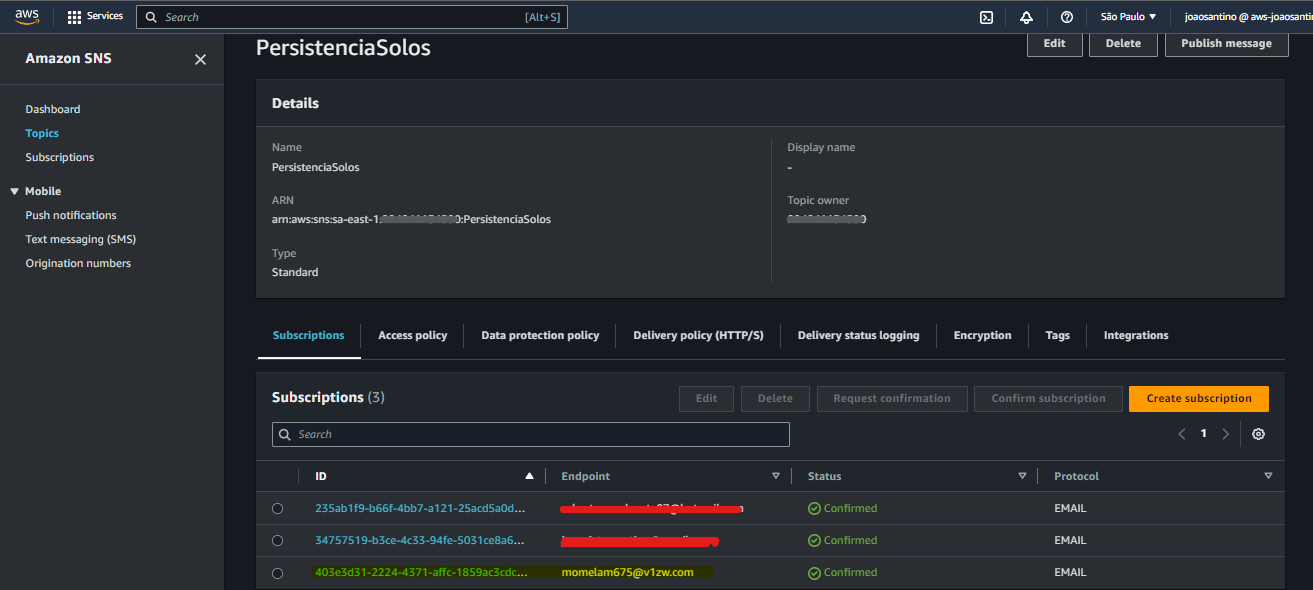 aws Services Search [Alt+S] São Paulo ▼ joaosantino @ aws-joaosanti
Amazon SNS
Dashboard
Topics
Subscriptions
Mobile
Push notifications
Text messaging (SMS)
Origination numbers
PersistenciaSolos
Edit Delete Publish message
Details
Name
PersistenciaSolos
ARN
arn:aws:sns:sa-east-1: :PersistenciaSolos
Type
Standard
Display name
-
Topic owner
Subscriptions Access policy Data protection policy Delivery policy (HTTP/S) Delivery status logging Encryption Tags Integrations
Subscriptions (3)
Edit Delete Request confirmation Confirm subscription Create subscription
Search
1
ID Endpoint Status Protocol
235ab1f9-b66f-4bb7-a121-25acd5a0d... Confirmed EMAIL
34757519-b3ce-4c33-94fe-5031ce8a6... Confirmed EMAIL
403e3d31-2224-4371-affc-1859ac3cdc... momelam675@v1zw.com Confirmed EMAIL